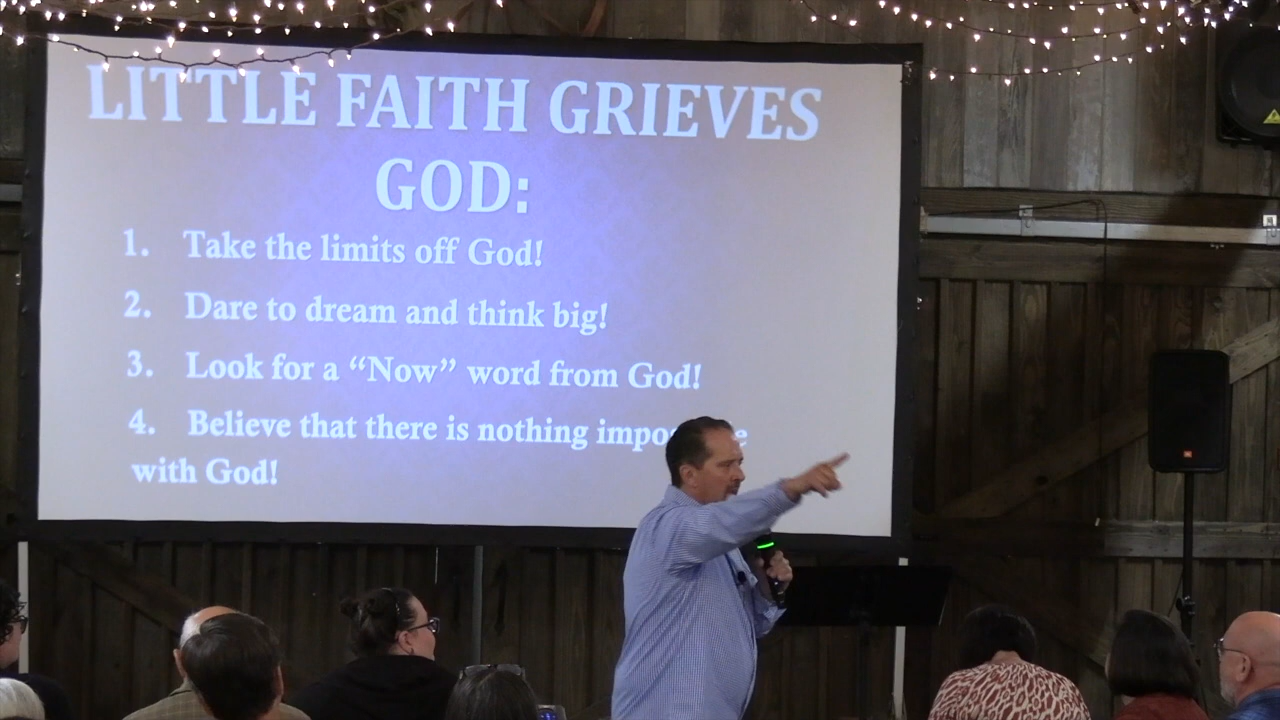 LITTLE FAITH GRIEVES
GOD:
1. Take the limits off God!
2. Dare to dream and think big!
3. Look for a “Now” word from God!
4. Believe that there is nothing
with God!